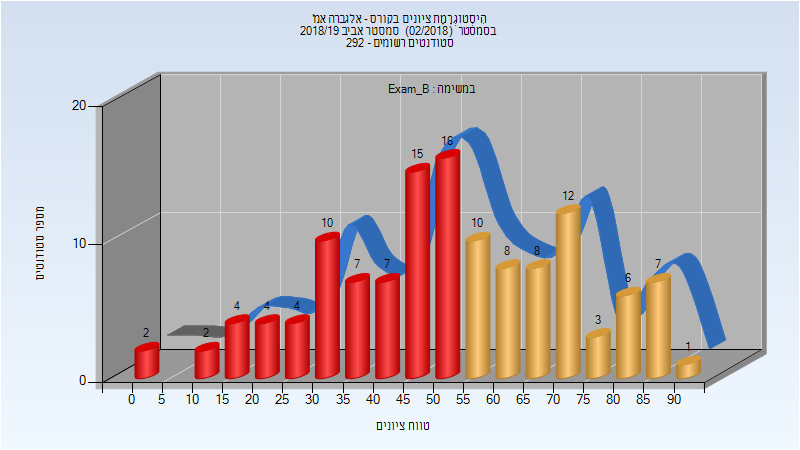 היסטוגרמת ציונים בקורס - אלגברה אמ'
בסמסטר (02/2018) סמסטר אביב 2018/19
סטודנטים רשומים - 292
במשימה : Exam_B
מספר סטודנטים
20
10
0
2 2 4 4 4 10 7 7 15 16 10 8 8 12 3 6 7 1
0 5 10 15 20 25 30 35 40 45 50 55 60 65 70 75 80 85 90
טווח ציונים